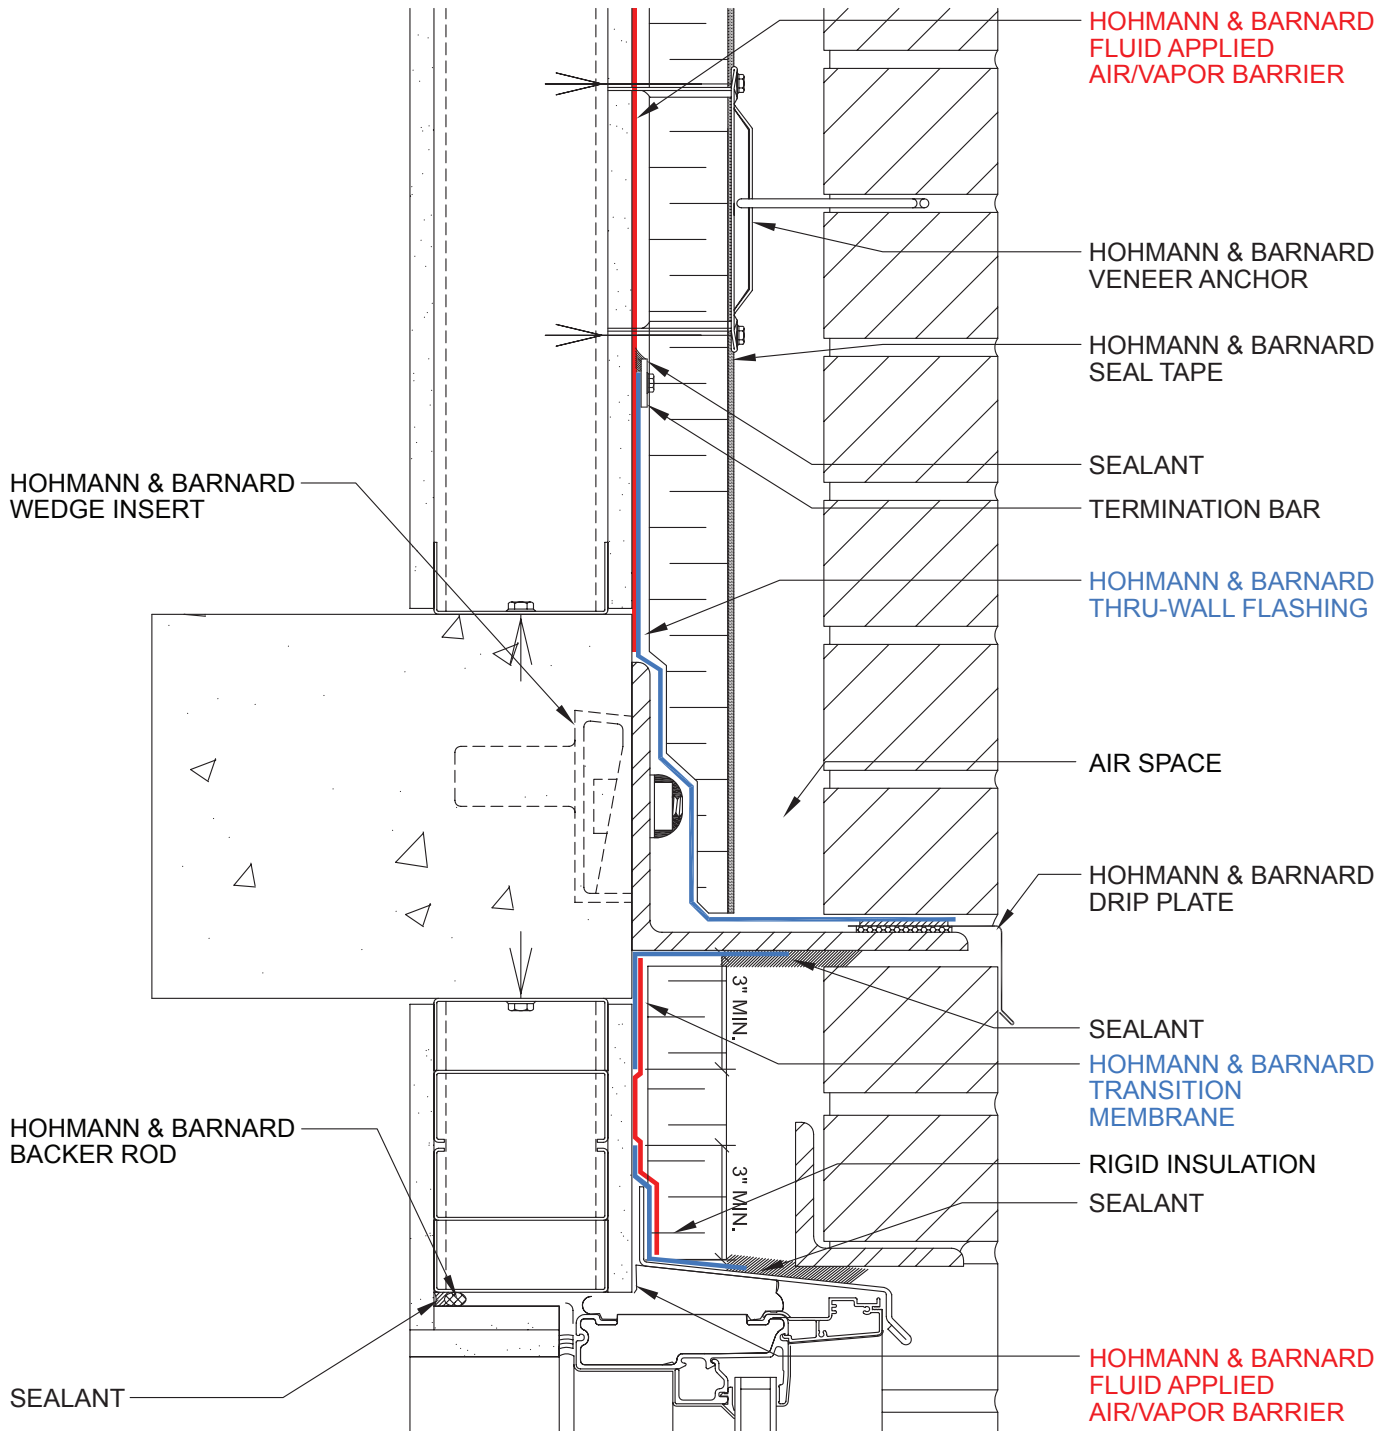 HOHMANN & BARNARD
FLUID APPLIED
AIR/VAPOR BARRIER
HOHMANN & BARNARD
VENEER ANCHOR
HOHMANN & BARNARD
SEAL TAPE
SEALANT
TERMINATION BAR
HOHMANN & BARNARD
WEDGE INSERT
HOHMANN & BARNARD
THRU-WALL FLASHING
AIR SPACE
HOHMANN & BARNARD
DRIP PLATE
3" MIN.
SEALANT
HOHMANN & BARNARD
TRANSITION
MEMBRANE
HOHMANN & BARNARD
BACKER ROD
RIGID INSULATION
3" MIN.
SEALANT
HOHMANN & BARNARD
FLUID APPLIED
AIR/VAPOR BARRIER
SEALANT